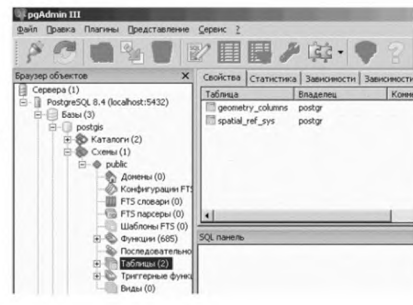 pgAdmin III
Файл Правка Плагины Представление Сервис ?
Браузер объектов X
Сервера (1)
PostgreSQL 8.4 (localhost:5432)
Базы (3)
postgis
Каталоги (2)
Схемы (1)
public
Домены (0)
Конфигурации FTS
FTS словари (0)
FTS парсеры (0)
Шаблоны FTS (0)
Функции (685)
Последовательно
Таблицы (2)
Триггерные функ
Виды (0)
Свойства Статистика Зависимости Зависимости
Таблица Владелец Комме
geometry_columns postgr
spatial_ref_sys postgr
SQL панель